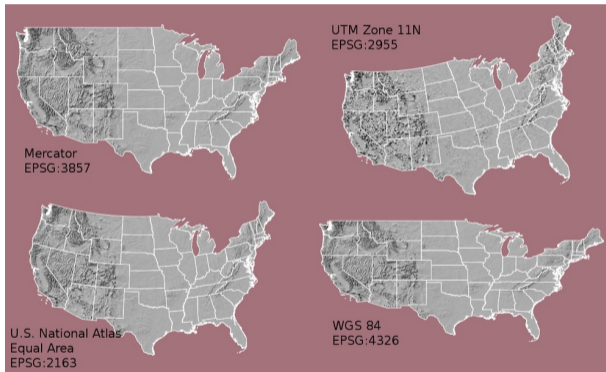 Mercator
EPSG:3857
UTM Zone 11N
EPSG:2955
U.S. National Atlas
Equal Area
EPSG:2163
WGS 84
EPSG:4326